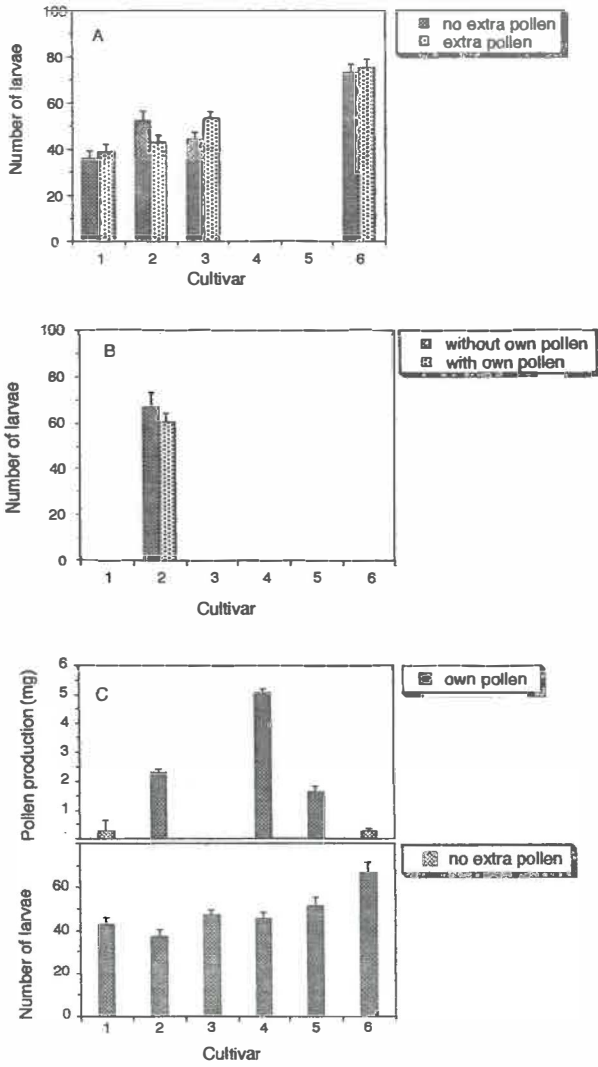 A
no extra pollen
extra pollen
Number of larvae
100
80
60
40
20
0
1 2 3 4 5 6
Cultivar
B
without own pollen
with own pollen
Number of larvae
100
80
60
40
20
0
1 2 3 4 5 6
Cultivar
C
own pollen
Pollen production (mg)
6
5
4
3
2
1
no extra pollen
Number of larvae
60
40
20
0
1 2 3 4 5 6
Cultivar